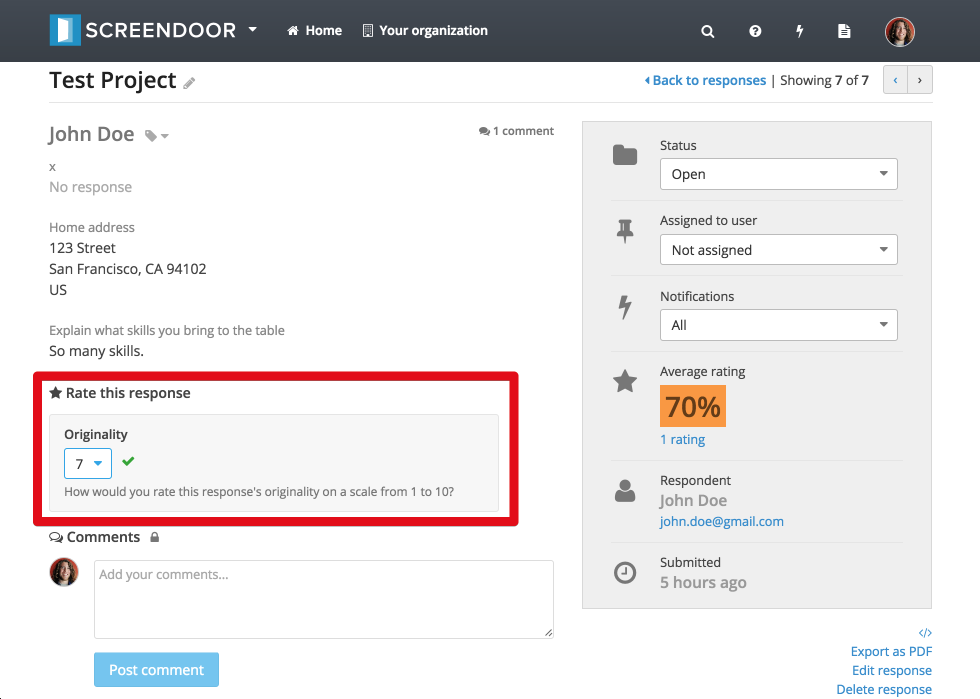 SCREENDOOR Home Your organization
Test Project
Back to responses | Showing 7 of 7
John Doe
1 comment
x
No response
Home address
123 Street
San Francisco, CA 94102
US
Explain what skills you bring to the table
So many skills.
Rate this response
Originality
7
How would you rate this response's originality on a scale from 1 to 10?
Comments
Add your comments...
Post comment
Status
Open
Assigned to user
Not assigned
Notifications
All
Average rating
70%
1 rating
Respondent
John Doe
john.doe@gmail.com
Submitted
5 hours ago
</>
Export as PDF
Edit response
Delete response